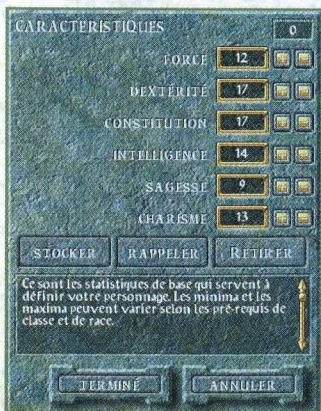 CARACTÉRISTIQUES 0
FORCE 12
DEXTÉRITÉ 17
CONSTITUTION 17
INTELLIGENCE 14
SAGESSE 9
CHARISME 13
STOCKER RAPPELER RETIRER
Ce sont les statistiques de base qui servent à
définir votre personnage. Les minima et les
maxima peuvent varier selon les pré-requis de
classe et de race.
TERMINÉ ANNULER